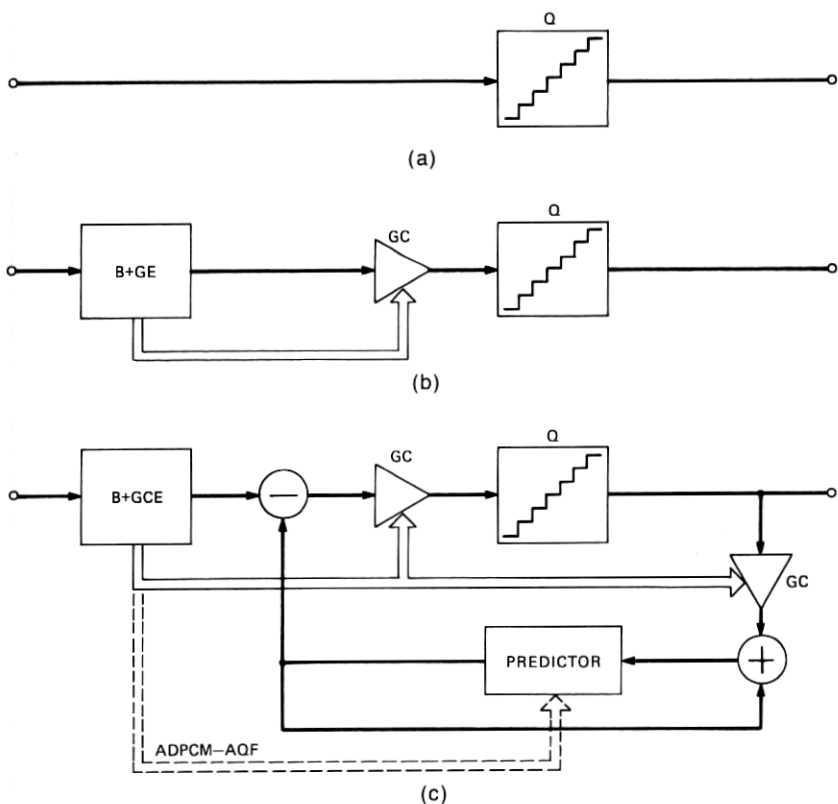 Q
(a)
B+GE
GC
Q
(b)
B+GCE
GC
Q
GC
PREDICTOR
ADPCM–AQF
(c)